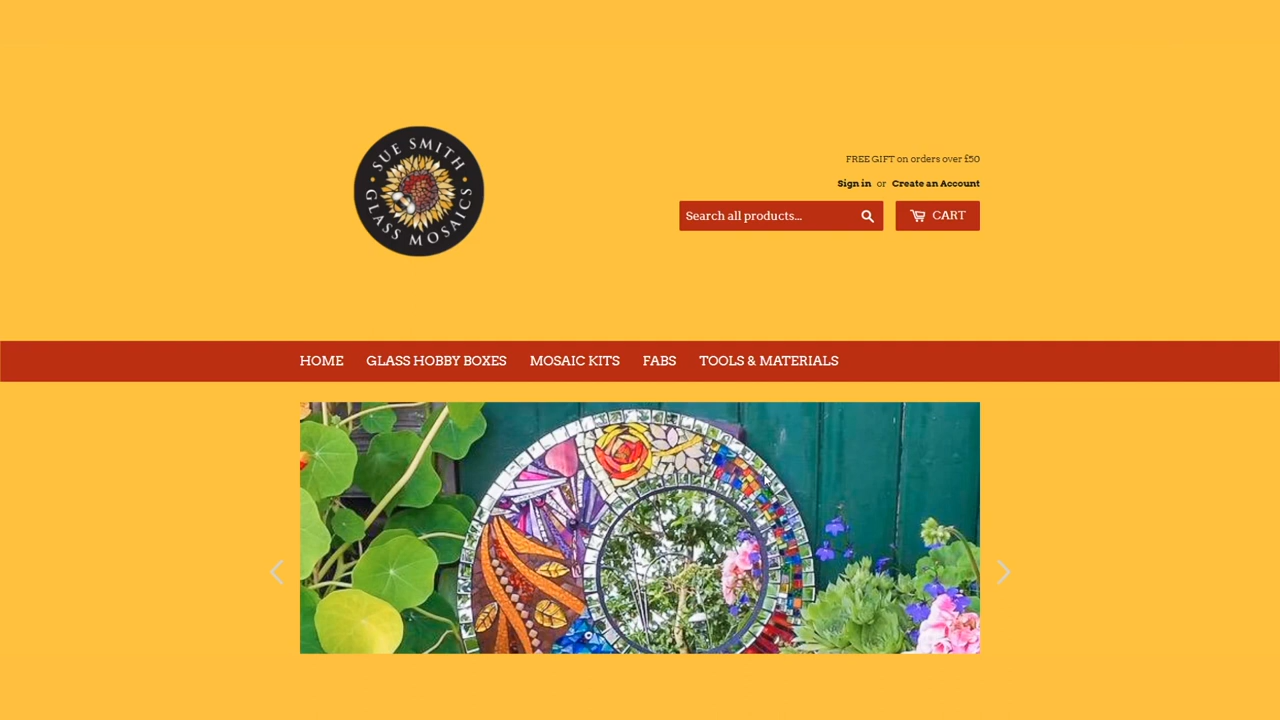 SUE SMITH
GLASS MOSAICS
FREE GIFT on orders over £50
Sign in or Create an Account
Search all products...
CART
HOME GLASS HOBBY BOXES MOSAIC KITS FABS TOOLS & MATERIALS